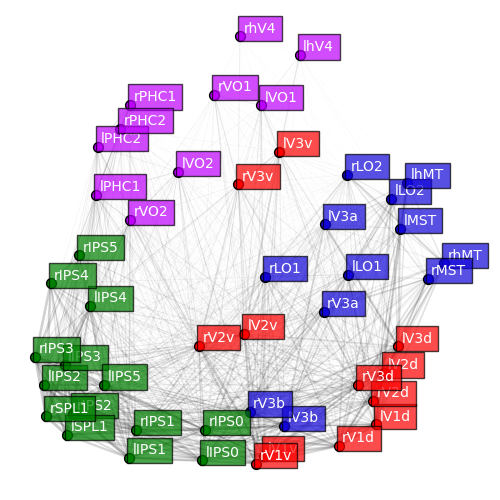 rhV4
lhV4
rVO1
lVO1
rPHC1
rPHC2
lPHC2
lV3v
lVO2
rV3v
rLO2
lhMT
lLO2
lPHC1
rVO2
lV3a
lMST
rIPS5
rLO1
lLO1
rhMT
rMST
rIPS4
lIPS4
rV3a
lV2v
rV2v
lV3d
rIPS3
lIPS3
lV2d
lIPS2
lIPS5
rV3d
rV2d
rSPL1
rIPS2
rV3b
lV3b
lV1d
lSPL1
rIPS1
rIPS0
rV1d
lIPS1
lIPS0
rV1v